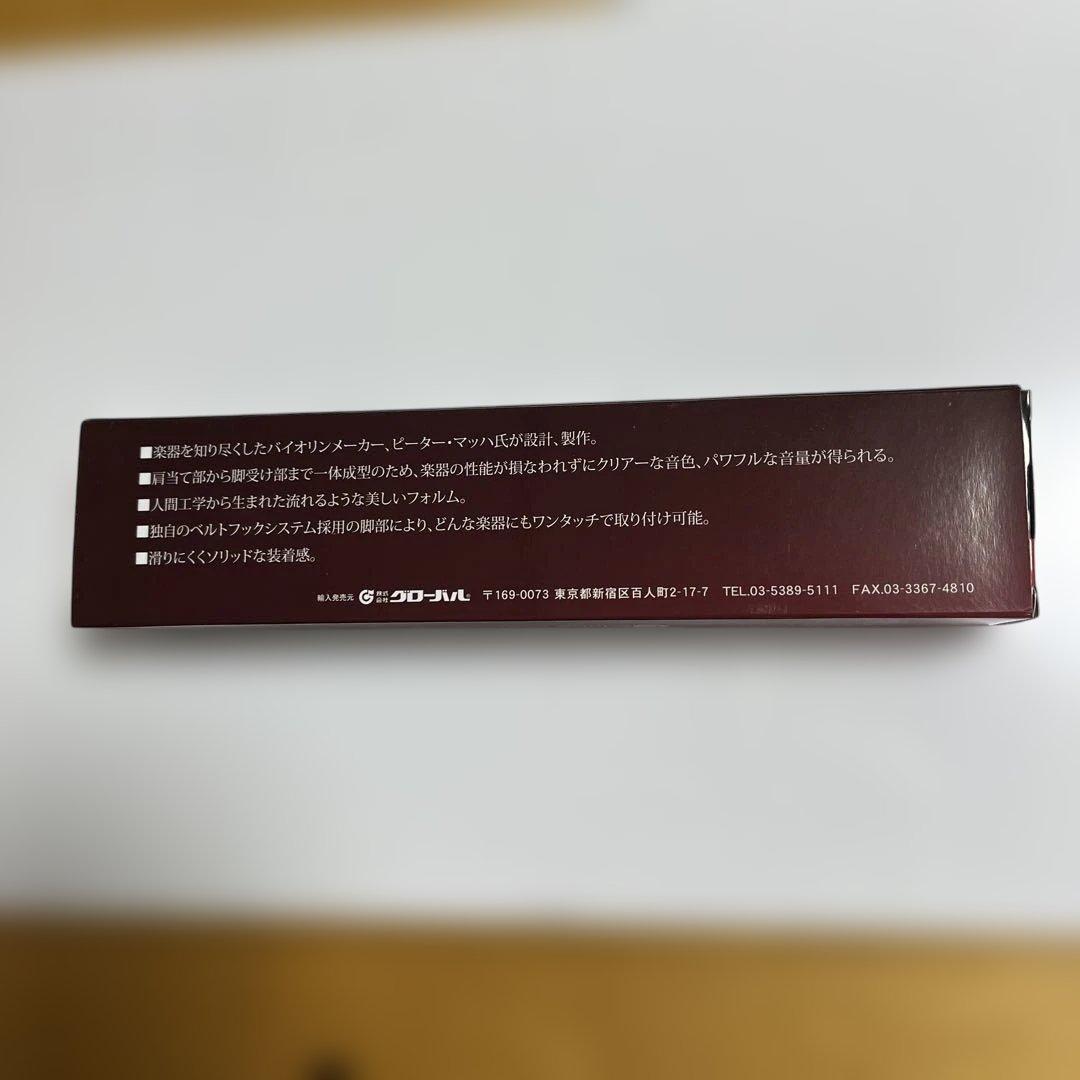 ■楽器を知り尽くしたバイオリンメーカー、ピーター・マッハ氏が設計、製作。
■肩当て部から脚受け部まで一体成型のため、楽器の性能が損なわれずにクリアーな音色、パワフルな音量が得られる。
■人間工学から生まれた流れるような美しいフォルム。
■独自のベルトフックシステム採用の脚部により、どんな楽器にもワンタッチで取り付け可能。
■滑りにくくソリッドな装着感。
輸入発売元 株式会社 グローバル 〒169-0073 東京都新宿区百人町2-17-7 TEL.03-5389-5111 FAX.03-3367-4810